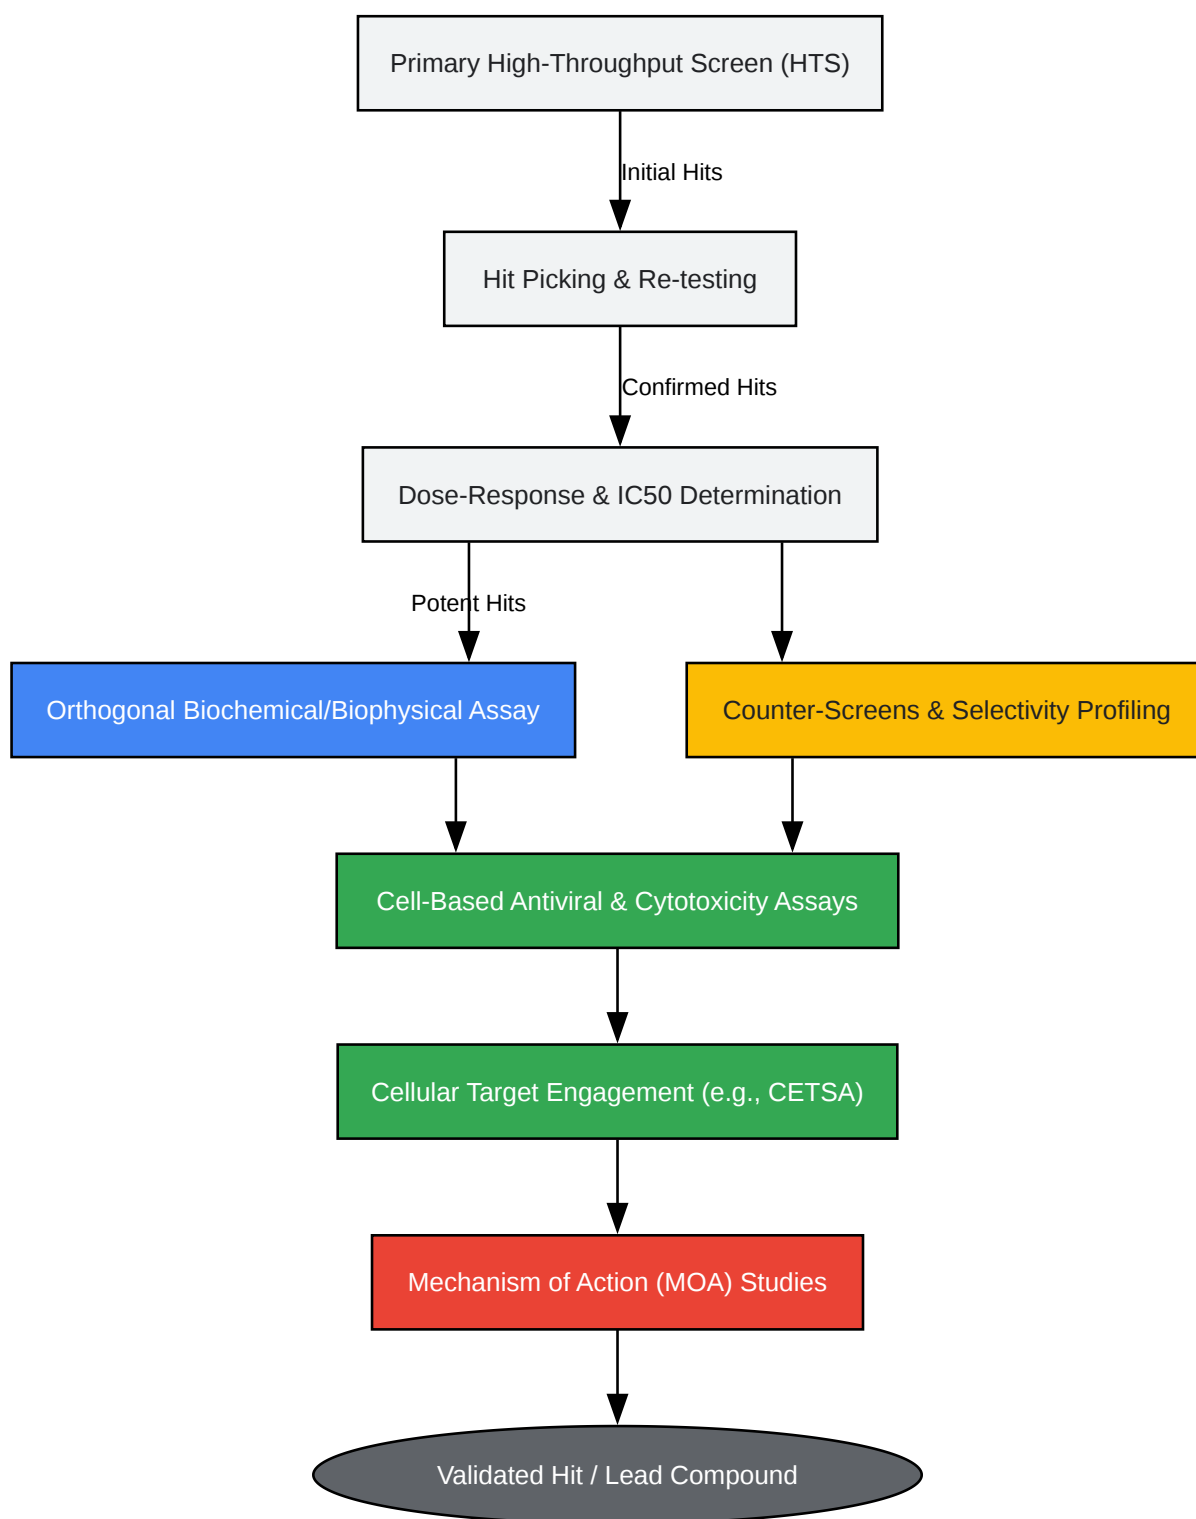 Primary High-Throughput Screen (HTS)
Initial Hits
Hit Picking & Re-testing
Confirmed Hits
Dose-Response & IC50 Determination
Potent Hits
Orthogonal Biochemical/Biophysical Assay
Counter-Screens & Selectivity Profiling
Cell-Based Antiviral & Cytotoxicity Assays
Cellular Target Engagement (e.g., CETSA)
Mechanism of Action (MOA) Studies
Validated Hit / Lead Compound